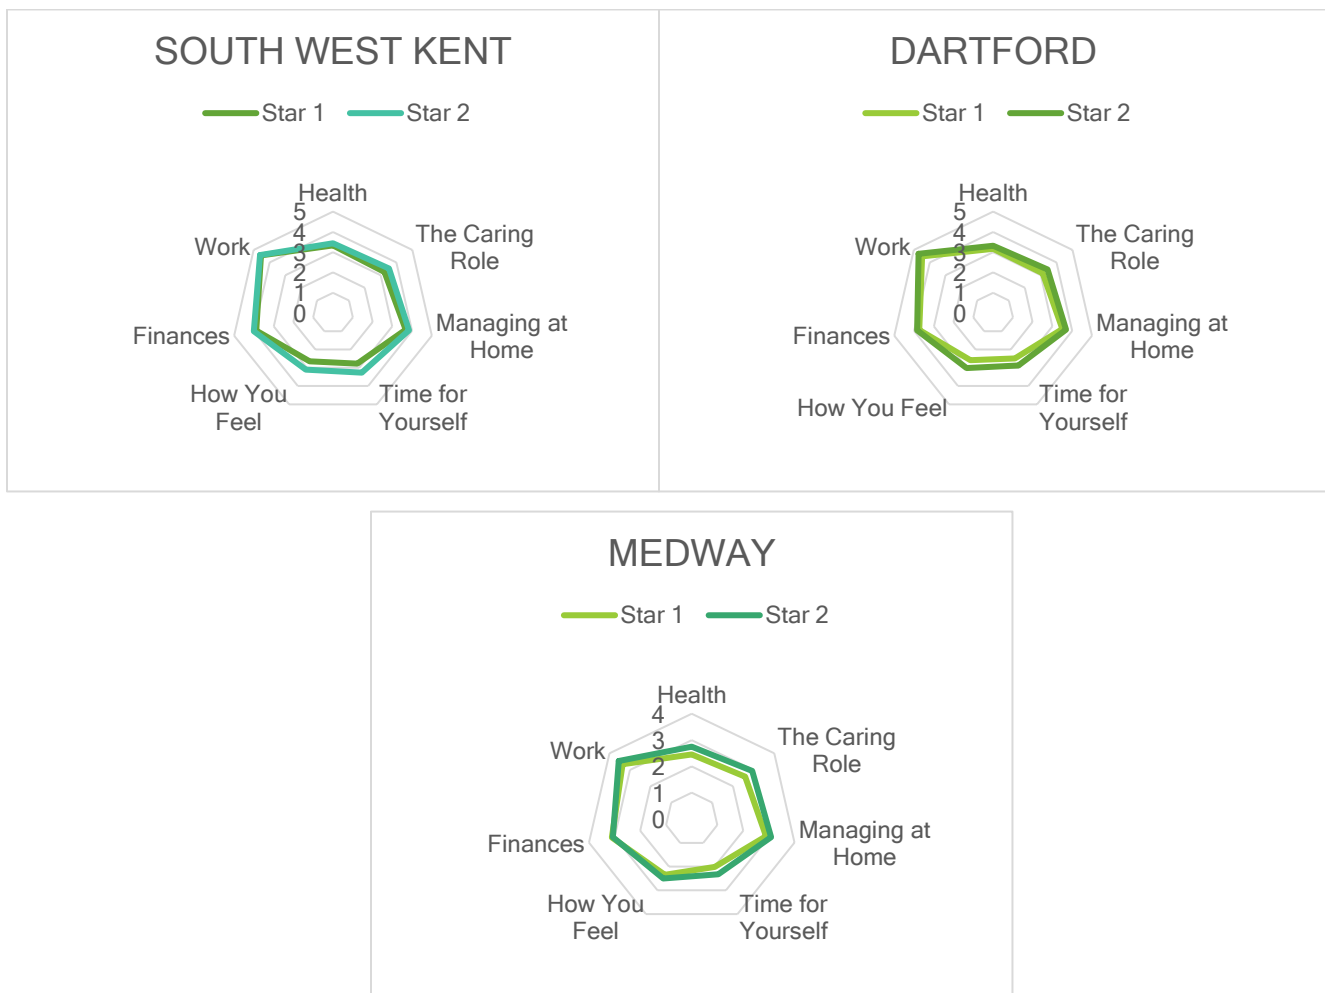 SOUTH WEST KENT
Star 1
Star 2
Health
5
4
3
2
1
0
The Caring
Role
Managing at
Home
Time for
Yourself
How You
Feel
Finances
Work
DARTFORD
Star 1
Star 2
Health
5
4
3
2
1
0
The Caring
Role
Managing at
Home
Time for
Yourself
How You Feel
Finances
Work
MEDWAY
Star 1
Star 2
Health
4
3
2
1
0
The Caring
Role
Managing at
Home
Time for
Yourself
How You
Feel
Finances
Work